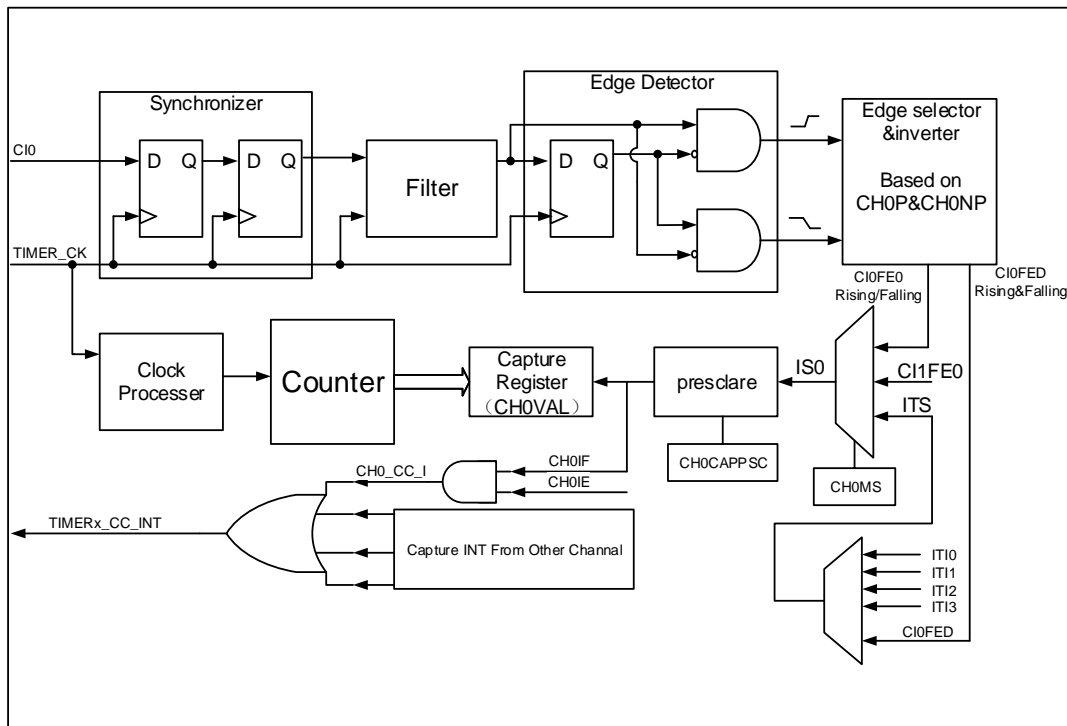 Synchronizer
Edge Detector
CI0
D Q
D Q
Filter
D Q
Edge selector
&inverter
Based on
CH0P&CH0NP
TIMER_CK
CI0FE0
Rising/Falling
CI0FED
Rising&Falling
Clock
Processer
Counter
Capture
Register
（CH0VAL）
presclare
IS0
CI1FE0
ITS
CH0CAPPSC
CH0MS
CH0IF
CH0IE
CH0_CC_I
TIMERx_CC_INT
Capture INT From Other Channel
ITI0
ITI1
ITI2
ITI3
CI0FED